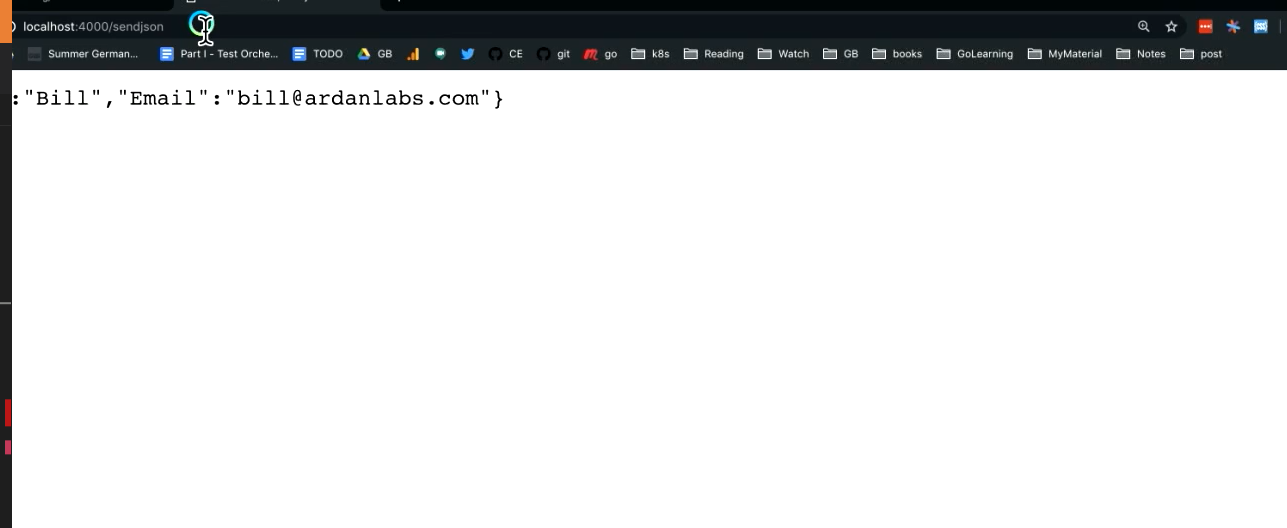 localhost:4000/sendjson
Summer German... Part I - Test Orche... TODO GB CE git go k8s Reading Watch GB books GoLearning MyMaterial Notes post
:"Bill","Email":"bill@ardanlabs.com"}